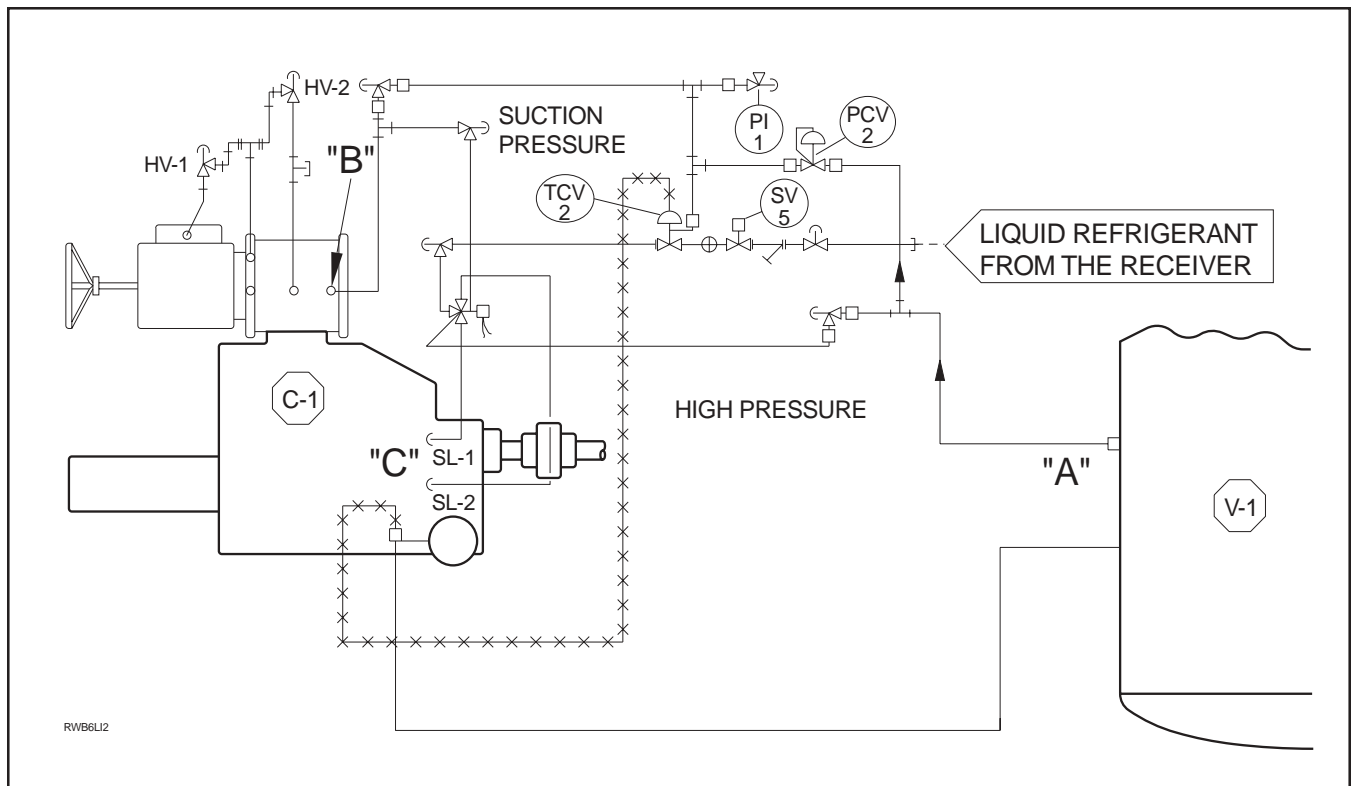 HV-2
SUCTION
PRESSURE
PI
1
PCV
2
HV-1
"B"
TCV
2
SV
5
LIQUID REFRIGERANT
FROM THE RECEIVER
C-1
HIGH PRESSURE
"C"
SL-1
"A"
SL-2
V-1
RWB6LI2